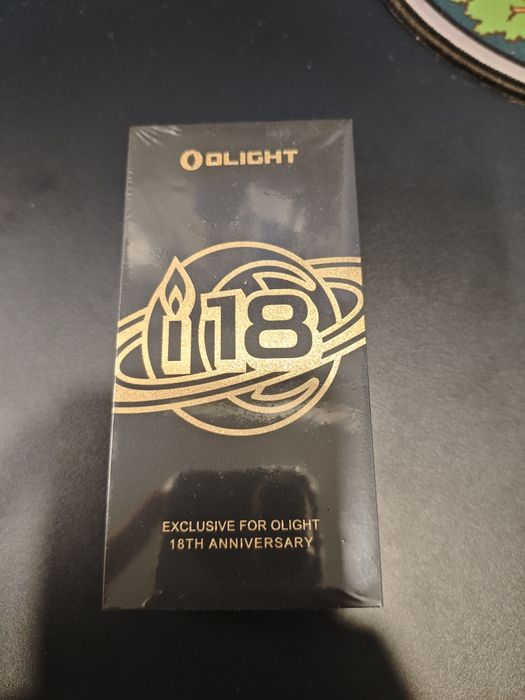 OLIGHT
i18
EXCLUSIVE FOR OLIGHT
18TH ANNIVERSARY